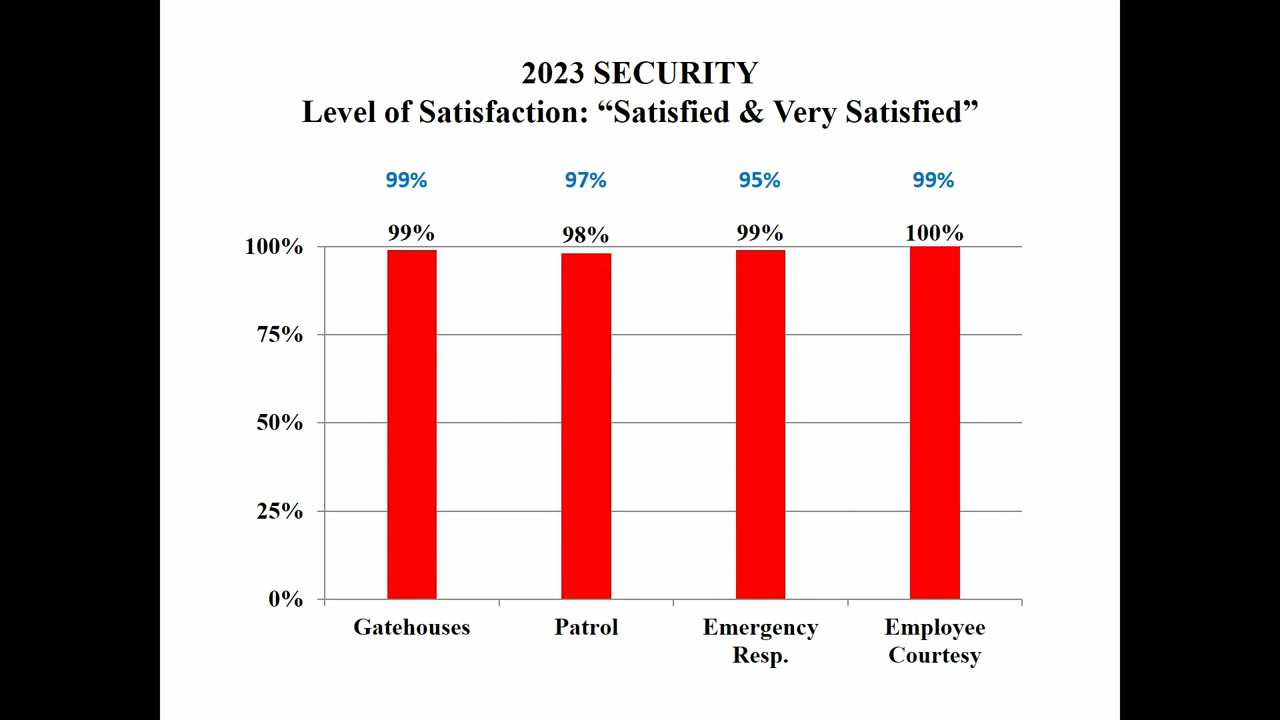 2023 SECURITY
Level of Satisfaction: “Satisfied & Very Satisfied”
99% 97% 95% 99%
99% 98% 99% 100%
100%
75%
50%
25%
0%
Gatehouses Patrol Emergency Employee
Resp. Courtesy